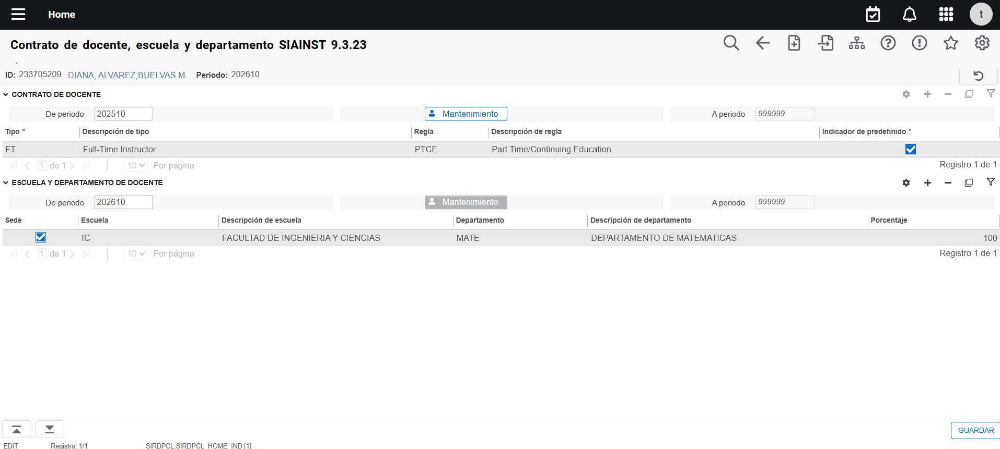 Home
t
Contrato de docente, escuela y departamento SIAINST 9.3.23
.
ID: 233705209 DIANA, ALVAREZ;BUELVAS M. Periodo: 202610
CONTRATO DE DOCENTE
De periodo 202510 Mantenimiento A periodo 999999
Tipo * Descripción de tipo Regla Descripción de regla Indicador de predefinido *
FT Full-Time Instructor PTCE Part Time/Continuing Education
1 de 1 10 Por página Registro 1 de 1
ESCUELA Y DEPARTAMENTO DE DOCENTE
De periodo 202610 Mantenimiento A periodo 999999
Sede Escuela Descripción de escuela Departamento Descripción de departamento Porcentaje
IC FACULTAD DE INGENIERIA Y CIENCIAS MATE DEPARTAMENTO DE MATEMATICAS 100
1 de 1 10 Por página Registro 1 de 1
GUARDAR
EDIT Registro: 1/1 SIRDPCL.SIRDPCL_HOME_IND [1]